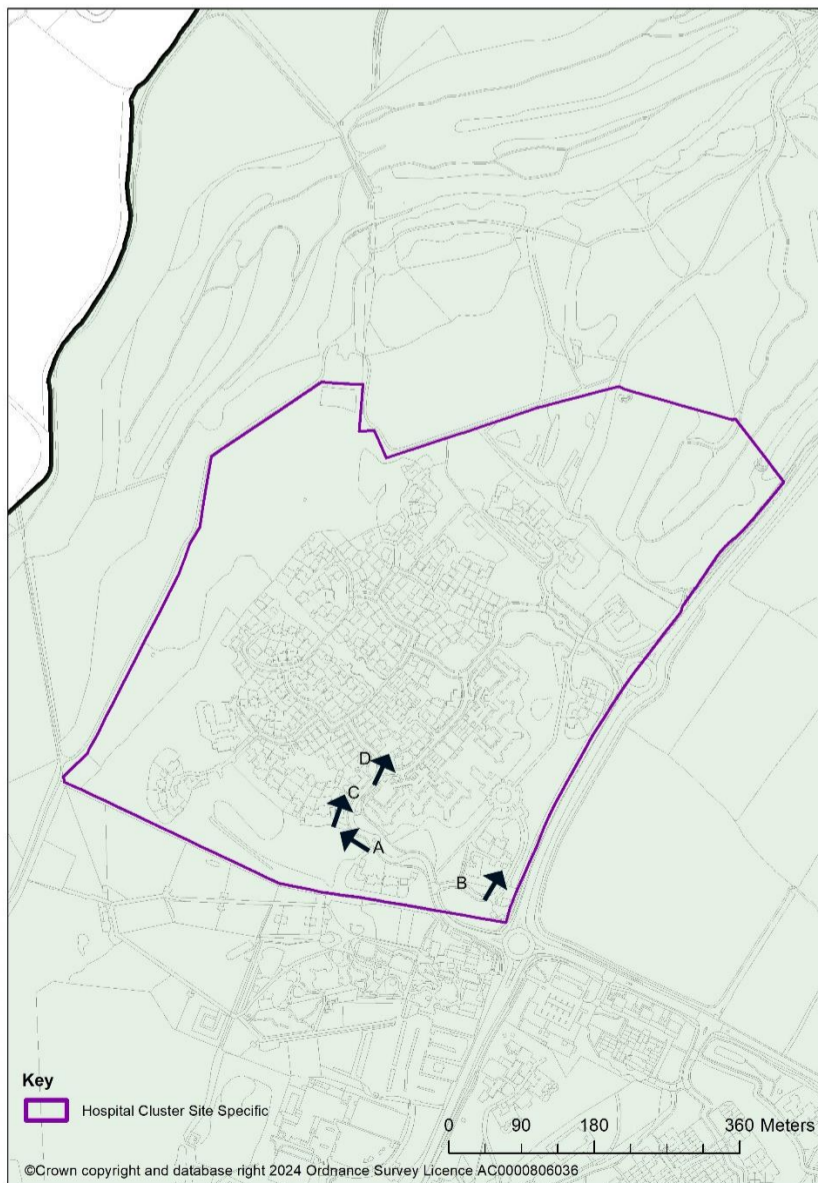 D
C
A
B
Key
Hospital Cluster Site Specific
0 90 180 360 Meters
©Crown copyright and database right 2024 Ordnance Survey Licence AC0000806036